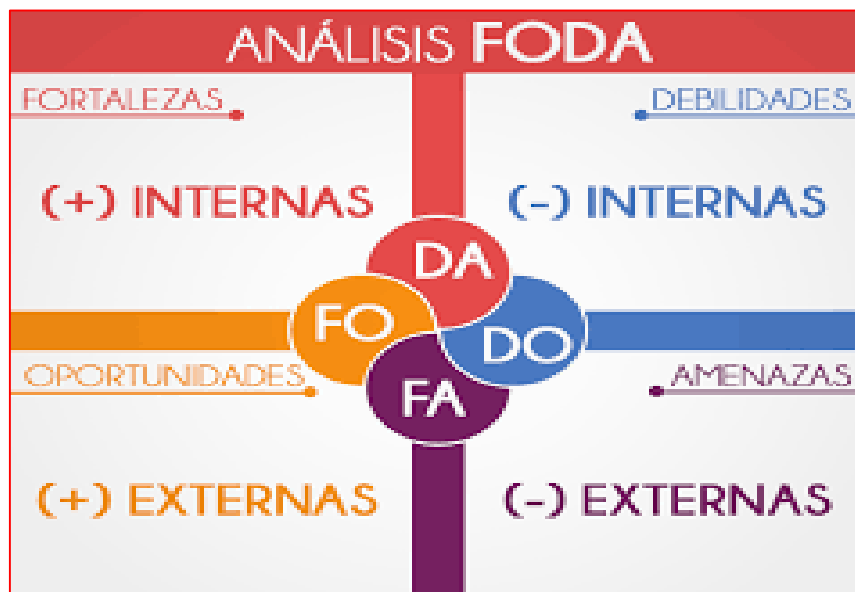 ANÁLISIS FODA
FORTALEZAS
DEBILIDADES
(+) INTERNAS
(-) INTERNAS
DA
FO
DO
FA
OPORTUNIDADES
AMENAZAS
(+) EXTERNAS
(-) EXTERNAS